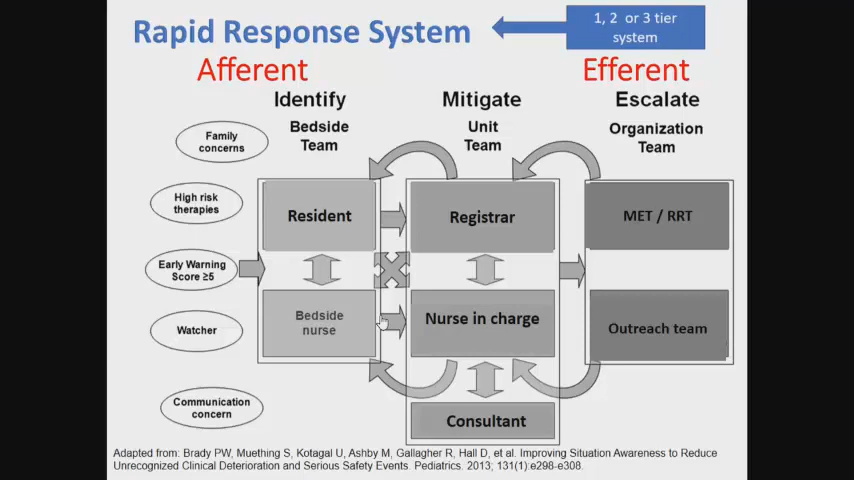 Rapid Response System
1, 2 or 3 tier
system
Afferent
Efferent
Identify
Mitigate
Escalate
Bedside
Team
Unit
Team
Organization
Team
Family
concerns
High risk
therapies
Early Warning
Score ≥5
Watcher
Communication
concern
Resident
Registrar
MET / RRT
Bedside
nurse
Nurse in charge
Outreach team
Consultant
Adapted from: Brady PW, Muething S, Kotagal U, Ashby M, Gallagher R, Hall D, et al. Improving Situation Awareness to Reduce
Unrecognized Clinical Deterioration and Serious Safety Events. Pediatrics. 2013; 131(1):e298-e308.